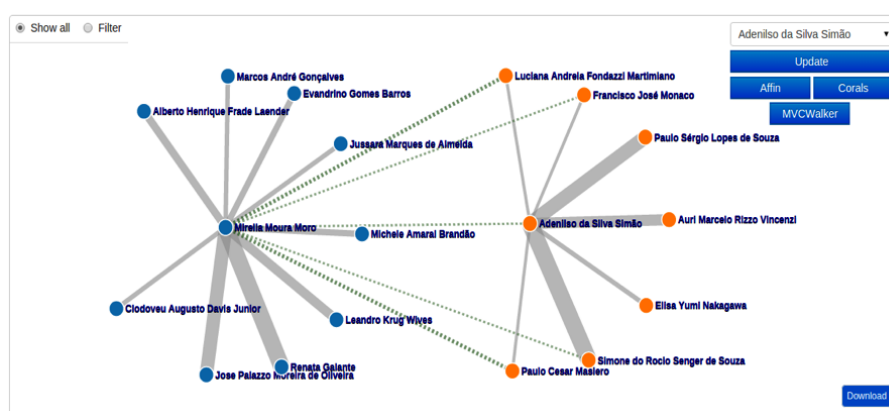 Show all Filter
Adenilso da Silva Simão
Update
Affin Corals
MVCWalker
Marcos André Gonçalves
Evandrino Gomes Barros
Alberto Henrique Frade Laender
Jussara Marques de Almeida
Mirella Moura Moro
Michele Amaral Brandão
Clodoveu Augusto Davis Junior
Leandro Krug Wives
Renata Galante
Jose Palazzo Moreira de Oliveira
Luciana Andreia Fondazzi Martimiano
Francisco José Monaco
Paulo Sérgio Lopes de Souza
Adenilso da Silva Simão
Auri Marcelo Rizzo Vincenzi
Elisa Yumi Nakagawa
Simone do Rocio Senger de Souza
Paulo Cesar Masiero
Download